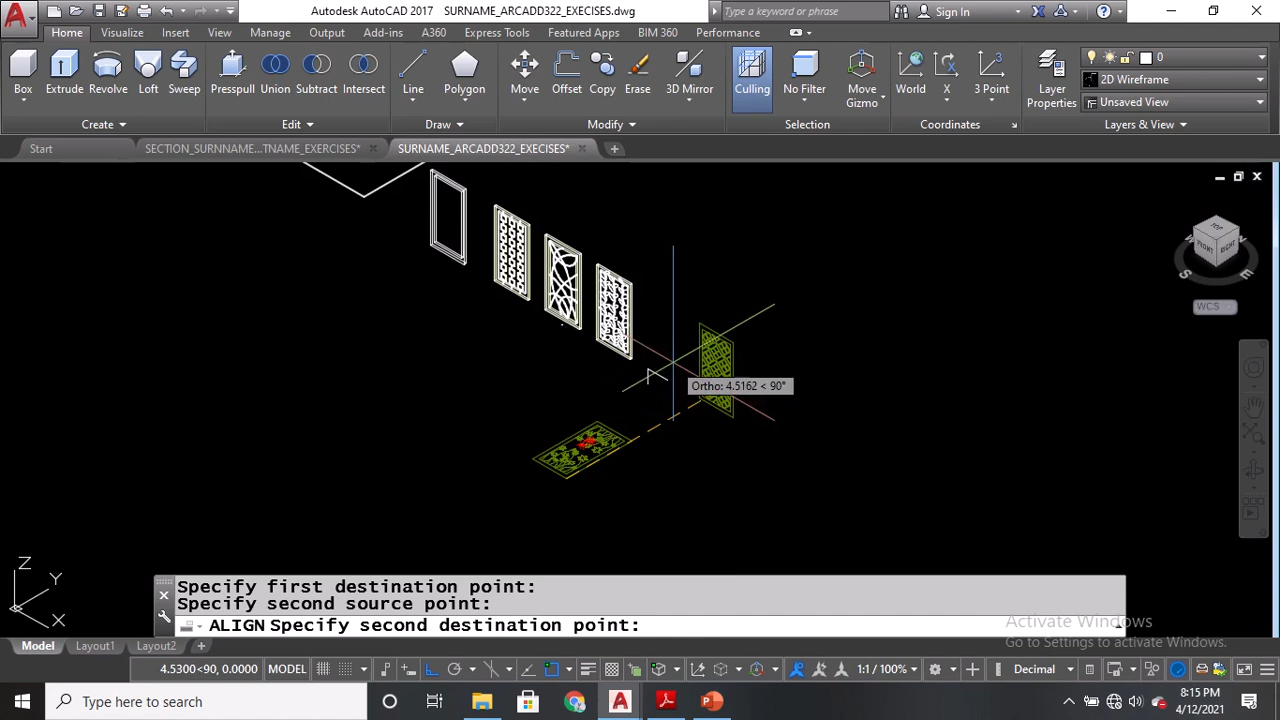 Autodesk AutoCAD 2017 SURNAME_ARCADD322_EXECISES.dwg
Type a keyword or phrase
Sign In
Home Visualize Insert View Manage Output Add-ins A360 Express Tools Featured Apps BIM 360 Performance
0
2D Wireframe
Unsaved View
Box Extrude Revolve Loft Sweep Presspull Union Subtract Intersect Line Polygon Move Offset Copy Erase 3D Mirror Culling No Filter Move Gizmo World X 3 Point Layer Properties
Create Edit Draw Modify Selection Coordinates Layers & View
Start SECTION_SURNNAME...TNAME_EXERCISES* SURNAME_ARCADD322_EXECISES*
TOP
FRONT RIGHT
S E
WCS
Ortho: 4.5162 < 90°
Z
Y
X
Specify first destination point:
Specify second source point:
ALIGN Specify second destination point:
Activate Windows
Go to Settings to activate Windows.
Model Layout1 Layout2
4.5300<90, 0.0000 MODEL 1:1 / 100% Decimal
Type here to search
8:15 PM
4/12/2021